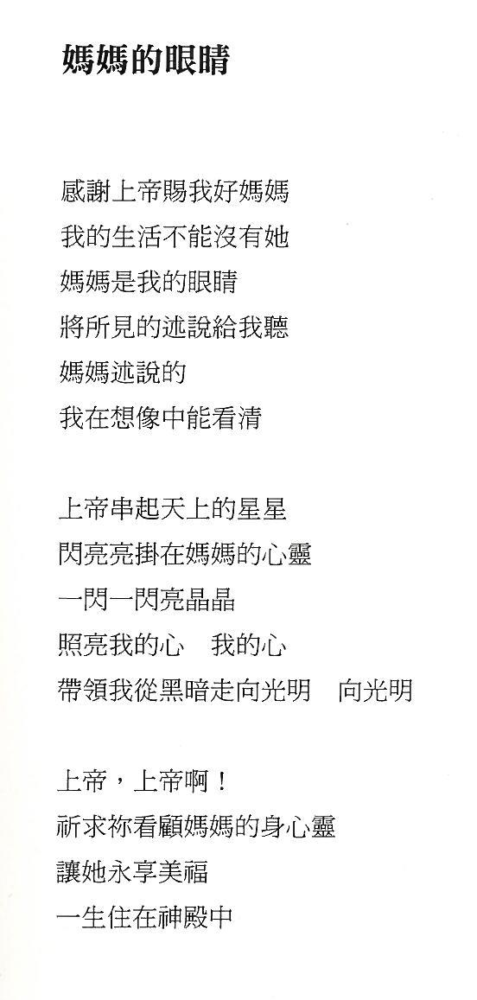 媽媽的眼睛
感謝上帝賜我好媽媽
我的生活不能沒有她
媽媽是我的眼睛
將所見的述說給我聽
媽媽述說的
我在想像中能看清
上帝串起天上的星星
閃亮亮掛在媽媽的心靈
一閃一閃亮晶晶
照亮我的心　我的心
帶領我從黑暗走向光明　向光明
上帝，上帝啊！
祈求祢看顧媽媽的身心靈
讓她永享美福
一生住在神殿中